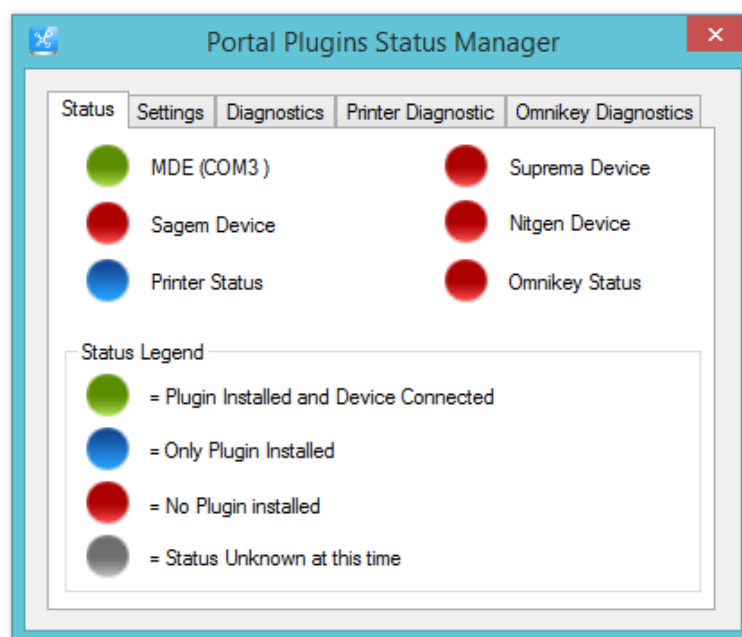 Portal Plugins Status Manager
Status Settings Diagnostics Printer Diagnostic Omnikey Diagnostics
MDE (COM3 ) Suprema Device
Sagem Device Nitgen Device
Printer Status Omnikey Status
Status Legend
= Plugin Installed and Device Connected
= Only Plugin Installed
= No Plugin installed
= Status Unknown at this time